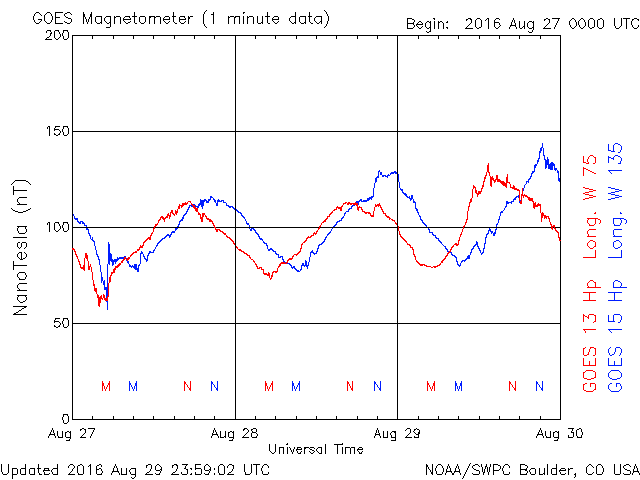 GOES Magnetometer (1 minute data)
Begin: 2016 Aug 27 0000 UTC
200
150
100
50
0
NanoTesla (nT)
M M N N M M N N M M N N
Aug 27 Aug 28 Aug 29 Aug 30
Universal Time
GOES 13 Hp Long. W 75
GOES 15 Hp Long. W 135
Updated 2016 Aug 29 23:59:02 UTC
NOAA/SWPC Boulder, CO USA